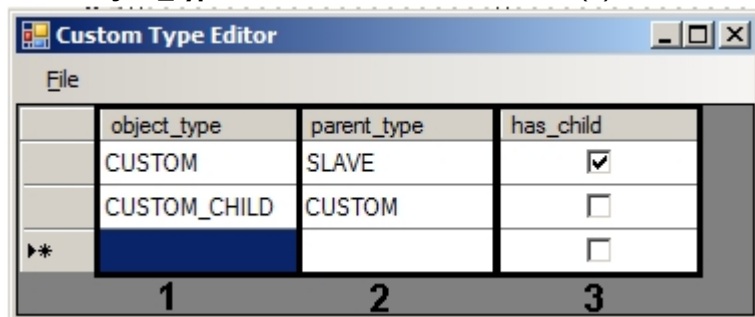 Custom Type Editor
File
object_type parent_type has_child
CUSTOM SLAVE
CUSTOM_CHILD CUSTOM
1 2 3